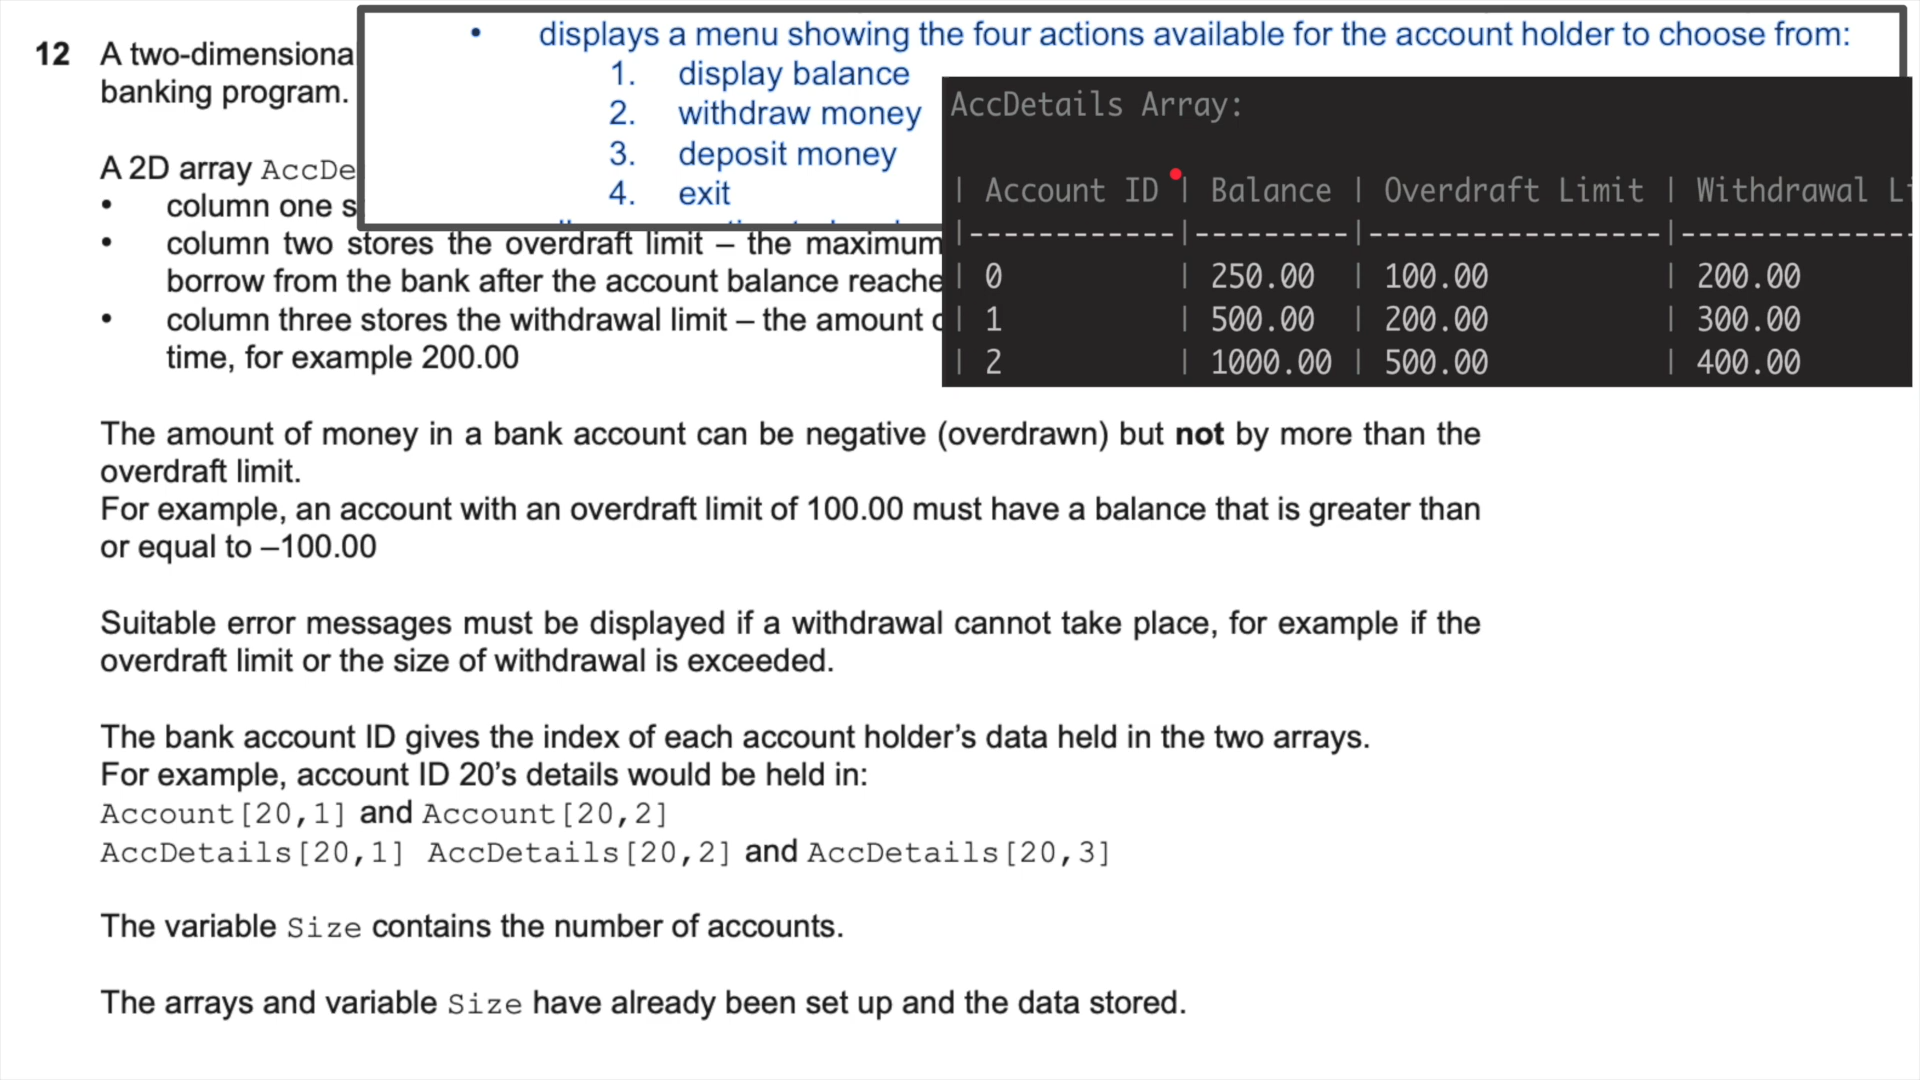 12 A two-dimensiona
banking program.
A 2D array AccDe
• column one s
• column two stores the overdraft limit – the maximum
borrow from the bank after the account balance reache
• column three stores the withdrawal limit – the amount
time, for example 200.00
• displays a menu showing the four actions available for the account holder to choose from:
1. display balance
2. withdraw money
3. deposit money
4. exit
AccDetails Array:
| Account ID | Balance | Overdraft Limit | Withdrawal Li
|------------|---------|-----------------|--------------
| 0 | 250.00 | 100.00 | 200.00
| 1 | 500.00 | 200.00 | 300.00
| 2 | 1000.00 | 500.00 | 400.00
The amount of money in a bank account can be negative (overdrawn) but not by more than the
overdraft limit.
For example, an account with an overdraft limit of 100.00 must have a balance that is greater than
or equal to –100.00
Suitable error messages must be displayed if a withdrawal cannot take place, for example if the
overdraft limit or the size of withdrawal is exceeded.
The bank account ID gives the index of each account holder’s data held in the two arrays.
For example, account ID 20’s details would be held in:
Account[20,1] and Account[20,2]
AccDetails[20,1] AccDetails[20,2] and AccDetails[20,3]
The variable Size contains the number of accounts.
The arrays and variable Size have already been set up and the data stored.